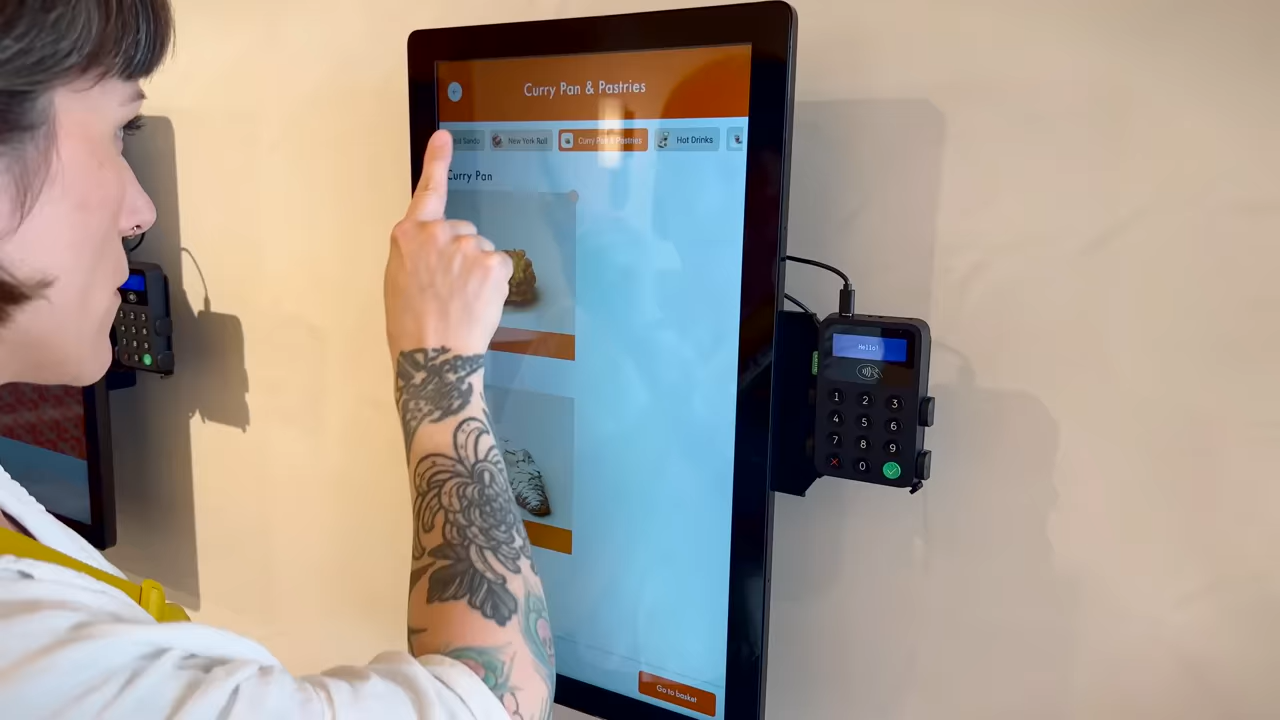 Curry Pan & Pastries
Sando
New York Roll
Curry Pan & Pastries
Hot Drinks
Curry Pan
Hello!
1 2 3
4 5 6
7 8 9
0
Go to basket